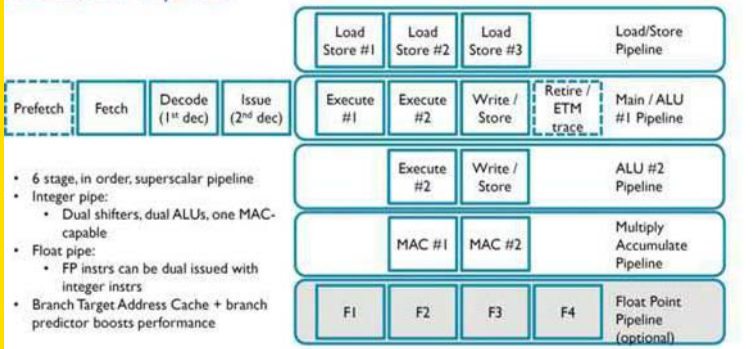 Load
Store #1
Load
Store #2
Load
Store #3
Load/Store
Pipeline
Prefetch
Fetch
Decode
(1st dec)
Issue
(2nd dec)
Execute
#1
Execute
#2
Write /
Store
Retire /
ETM
trace
Main / ALU
#1 Pipeline
Execute
#2
Write /
Store
ALU #2
Pipeline
MAC #1
MAC #2
Multiply
Accumulate
Pipeline
F1
F2
F3
F4
Float Point
Pipeline
(optional)
• 6 stage, in order, superscalar pipeline
• Integer pipe:
• Dual shifters, dual ALUs, one MAC-
capable
• Float pipe:
• FP instrs can be dual issued with
integer instrs
• Branch Target Address Cache + branch
predictor boosts performance